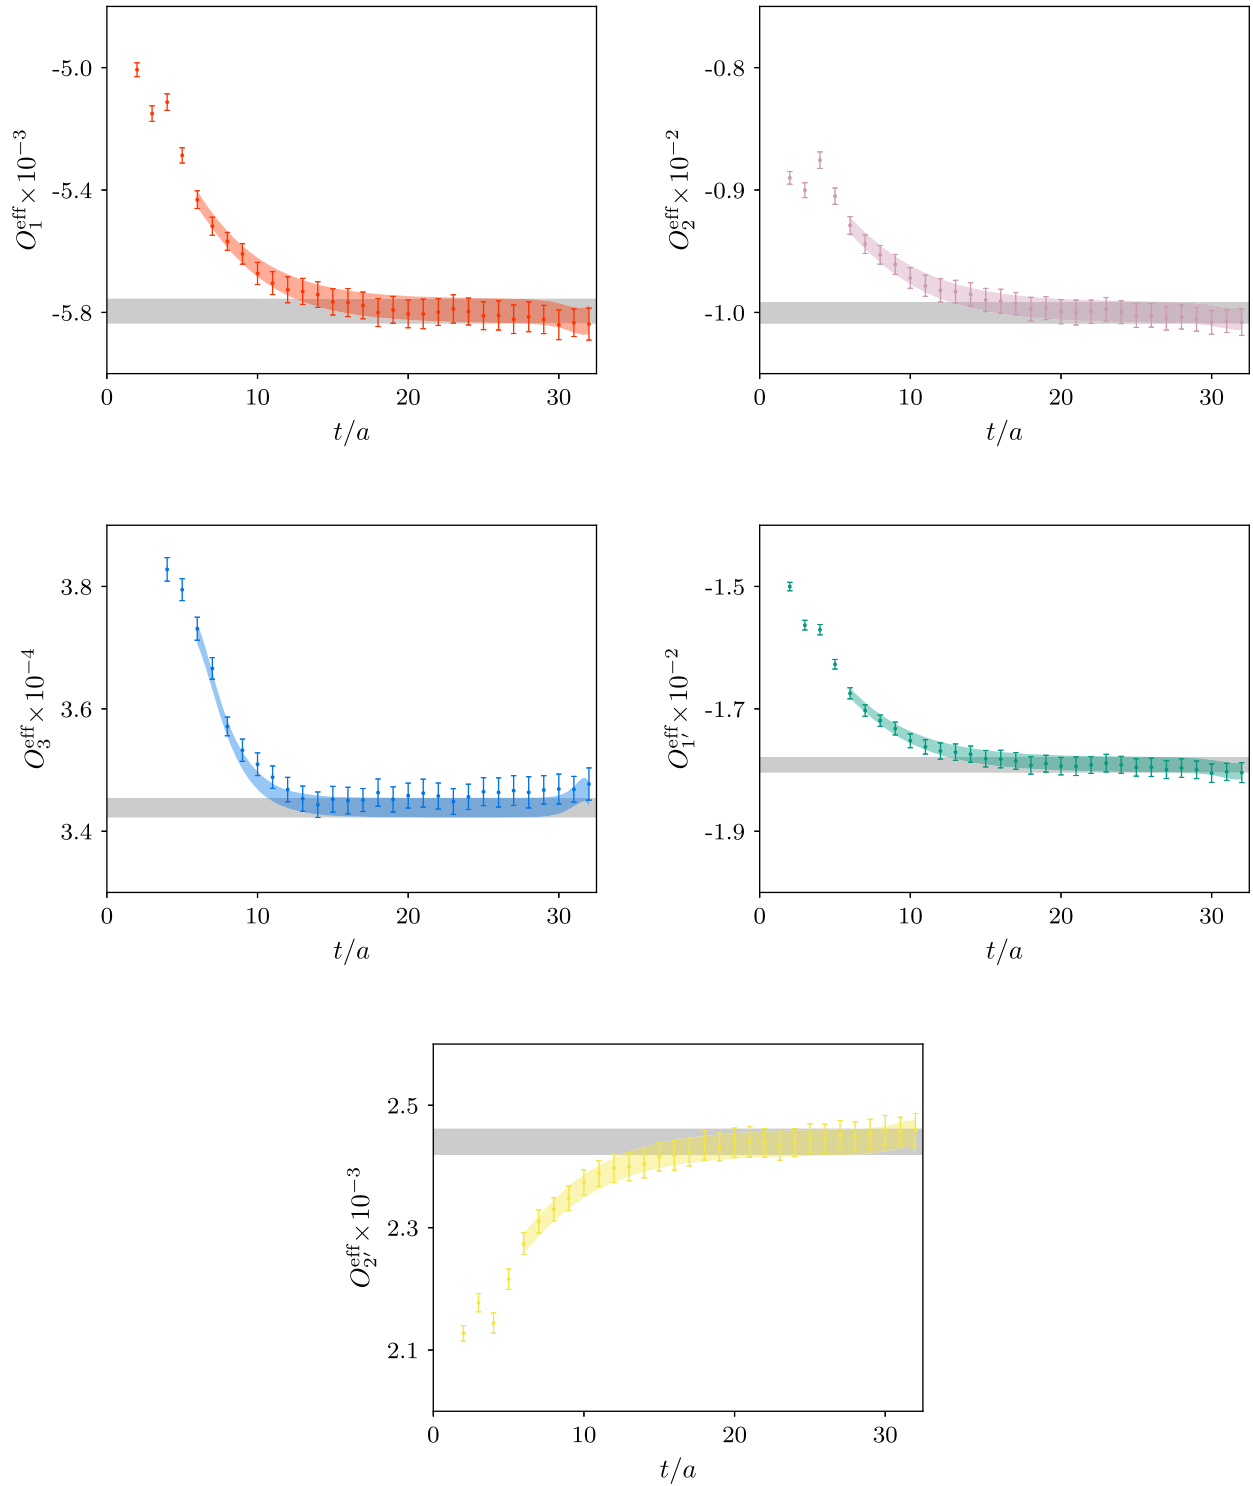 -5.0
-5.4
-5.8
O_1^eff × 10^−3
0 10 20 30
t/a
-0.8
-0.9
-1.0
O_2^eff × 10^−2
0 10 20 30
t/a
3.8
3.6
3.4
O_3^eff × 10^−4
0 10 20 30
t/a
-1.5
-1.7
-1.9
O_1′^eff × 10^−2
0 10 20 30
t/a
2.5
2.3
2.1
O_2′^eff × 10^−3
0 10 20 30
t/a